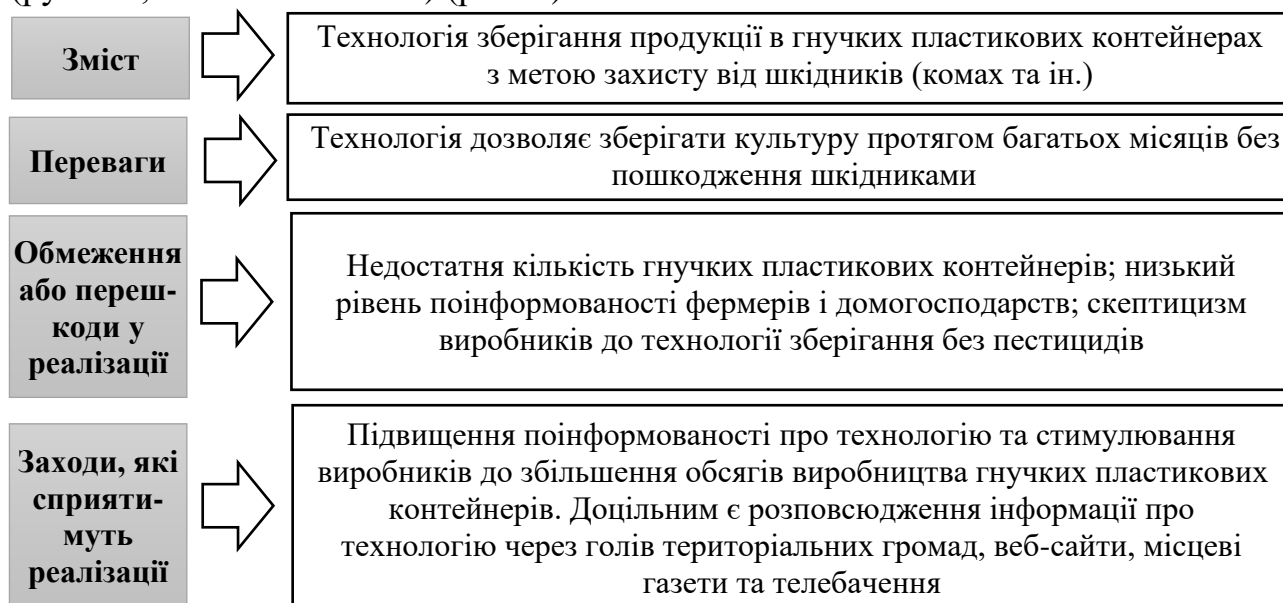 Зміст
Технологія зберігання продукції в гнучких пластикових контейнерах
з метою захисту від шкідників (комах та ін.)
Переваги
Технологія дозволяє зберігати культуру протягом багатьох місяців без
пошкодження шкідниками
Обмеження
або переш-
коди у
реалізації
Недостатня кількість гнучких пластикових контейнерів; низький
рівень поінформованості фермерів і домогосподарств; скептицизм
виробників до технології зберігання без пестицидів
Заходи, які
сприяти-
муть
реалізації
Підвищення поінформованості про технологію та стимулювання
виробників до збільшення обсягів виробництва гнучких пластикових
контейнерів. Доцільним є розповсюдження інформації про
технологію через голів територіальних громад, веб-сайти, місцеві
газети та телебачення